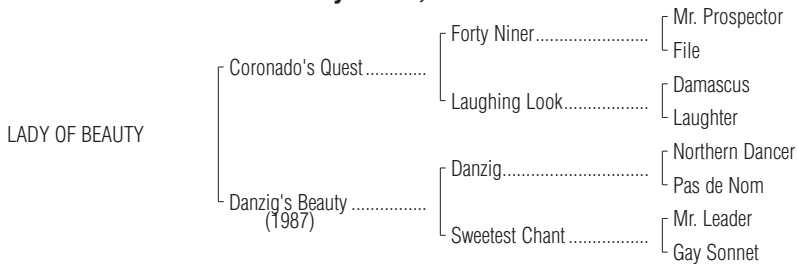 Mr. Prospector
Forty Niner
File
Coronado's Quest
Damascus
Laughing Look
Laughter
LADY OF BEAUTY
Northern Dancer
Danzig
Pas de Nom
Danzig's Beauty
(1987)
Mr. Leader
Sweetest Chant
Gay Sonnet